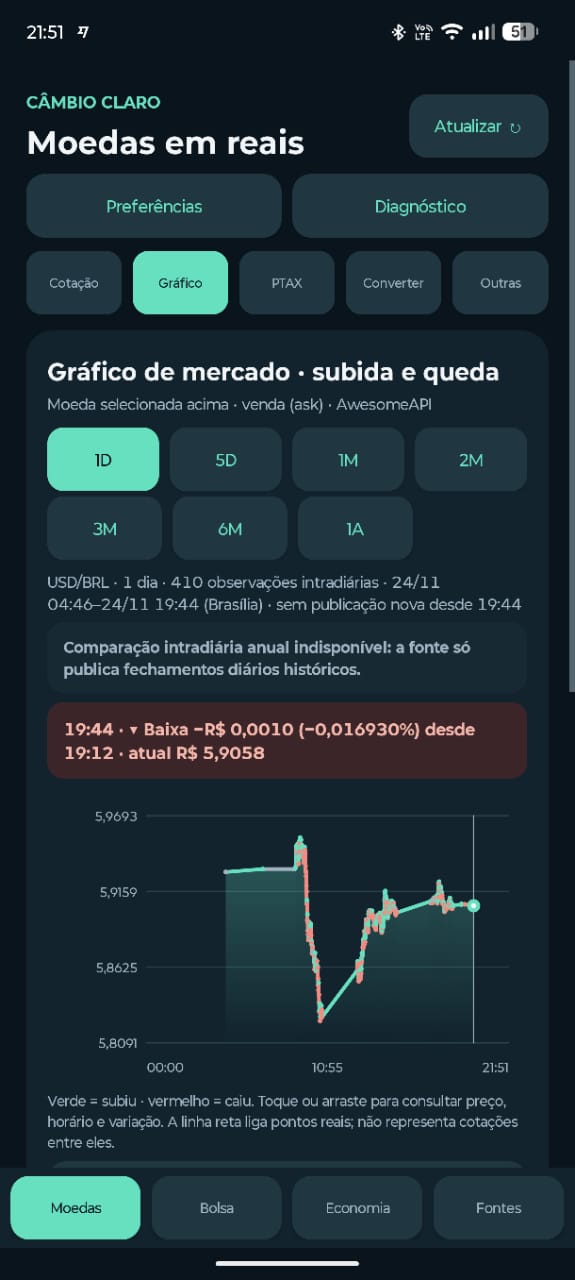 21:51
Vo LTE
51
CÂMBIO CLARO
Moedas em reais
Atualizar ↻
Preferências
Diagnóstico
Cotação
Gráfico
PTAX
Converter
Outras
Gráfico de mercado · subida e queda
Moeda selecionada acima · venda (ask) · AwesomeAPI
1D
5D
1M
2M
3M
6M
1A
USD/BRL · 1 dia · 410 observações intradiárias · 24/11
04:46–24/11 19:44 (Brasília) · sem publicação nova desde 19:44
Comparação intradiária anual indisponível: a fonte só
publica fechamentos diários históricos.
19:44 · ▾ Baixa −R$ 0,0010 (−0,016930%) desde
19:12 · atual R$ 5,9058
5,9693
5,9159
5,8625
5,8091
00:00
10:55
21:51
Verde = subiu · vermelho = caiu. Toque ou arraste para consultar preço,
horário e variação. A linha reta liga pontos reais; não representa cotações
entre eles.
Moedas
Bolsa
Economia
Fontes